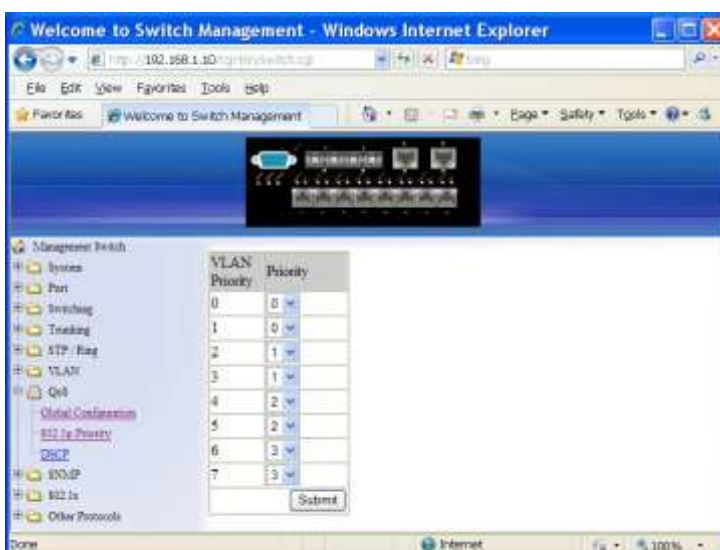 Welcome to Switch Management - Windows Internet Explorer
192.168.1.10
File Edit View Favorites Tools Help
Favorites Welcome to Switch Management Page Safety Tools
Management Switch
System
Port
Switching
Trunking
STP / Ring
VLAN
QoS
Global Configuration
802.1p Priority
DSCP
SNMP
802.1x
Other Protocols
VLAN Priority Priority
0 0
1 0
2 1
3 1
4 2
5 2
6 3
7 3
Submit
Done Internet 100%